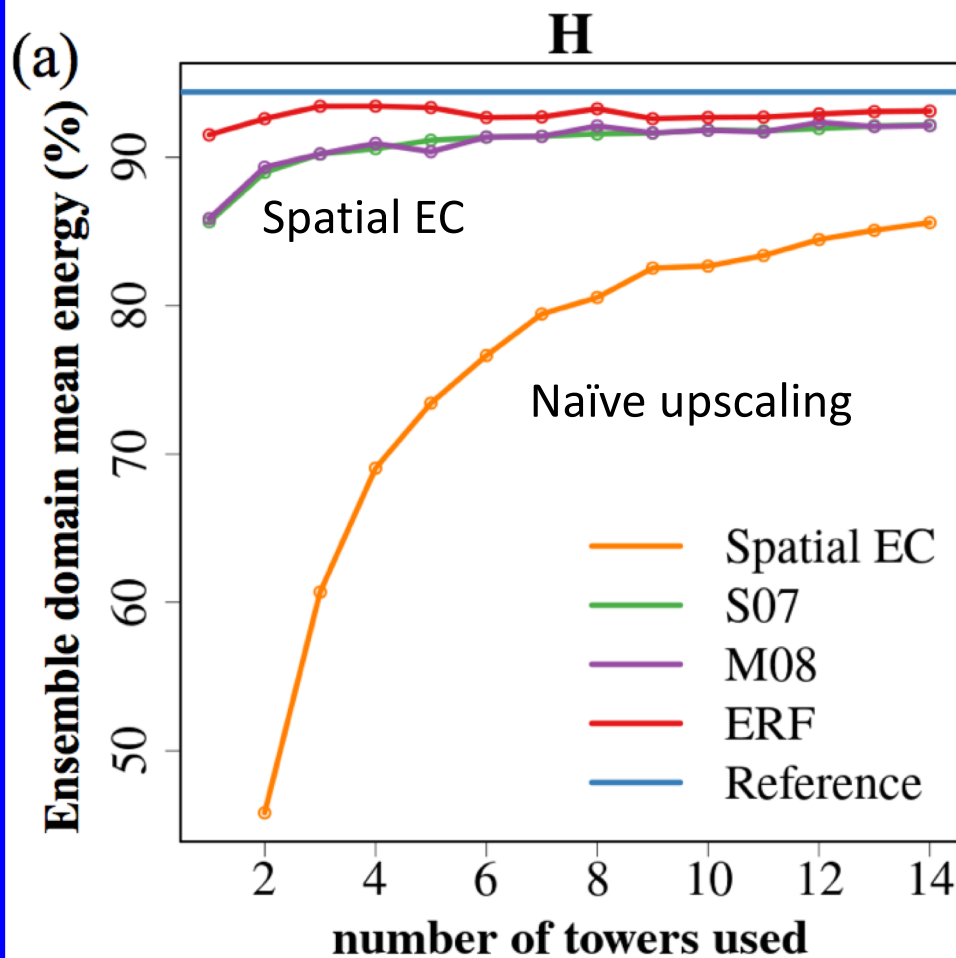 (a)
H
Ensemble domain mean energy (%)
90
80
70
60
50
Spatial EC
Naïve upscaling
Spatial EC
S07
M08
ERF
Reference
2 4 6 8 10 12 14
number of towers used